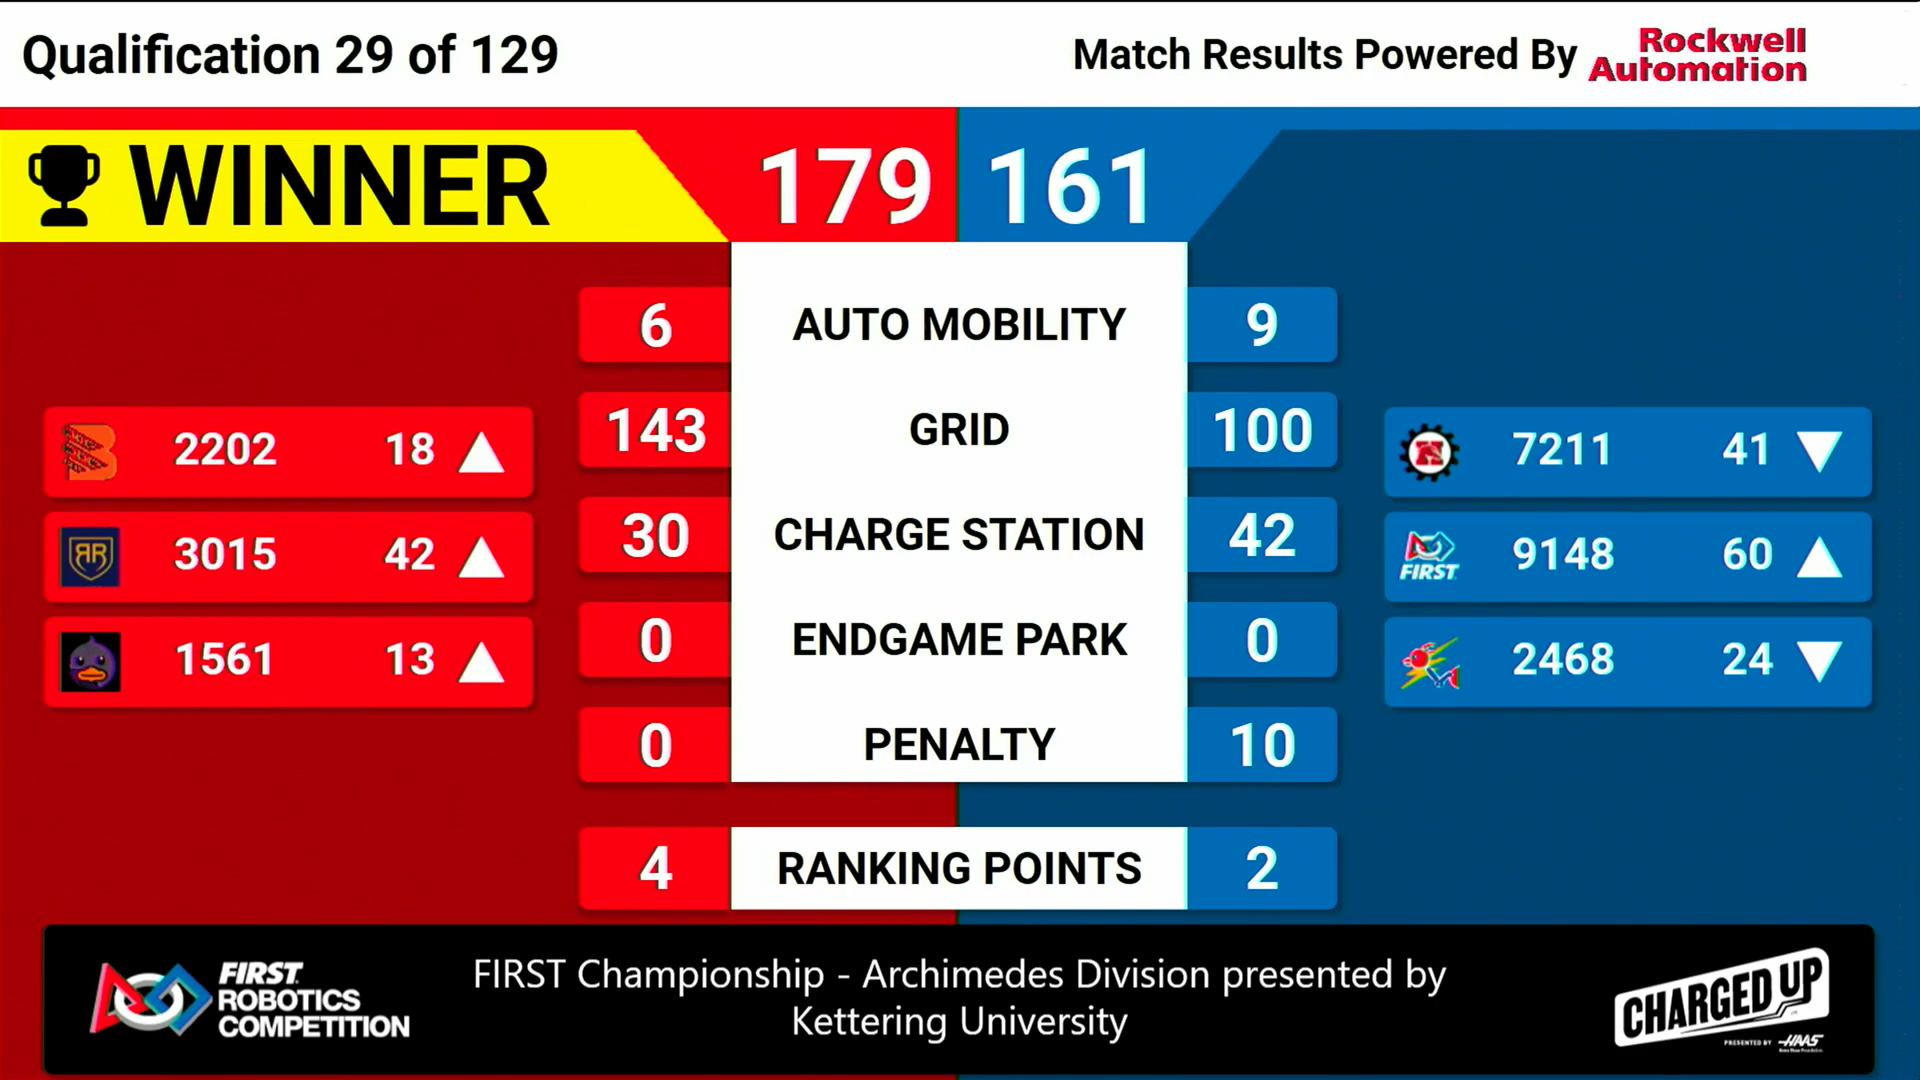 Qualification 29 of 129
Match Results Powered By Rockwell Automation
WINNER 179 161
6 AUTO MOBILITY 9
143 GRID 100
2202 18
7211 41
30 CHARGE STATION 42
3015 42
9148 60
FIRST
0 ENDGAME PARK 0
1561 13
2468 24
0 PENALTY 10
4 RANKING POINTS 2
FIRST
ROBOTICS
COMPETITION
FIRST Championship - Archimedes Division presented by
Kettering University
CHARGED UP
PRESENTED BY HAAS